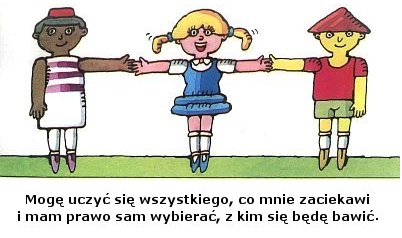 Mogę uczyć się wszystkiego, co mnie zaciekawi
i mam prawo sam wybierać, z kim się będę bawić.